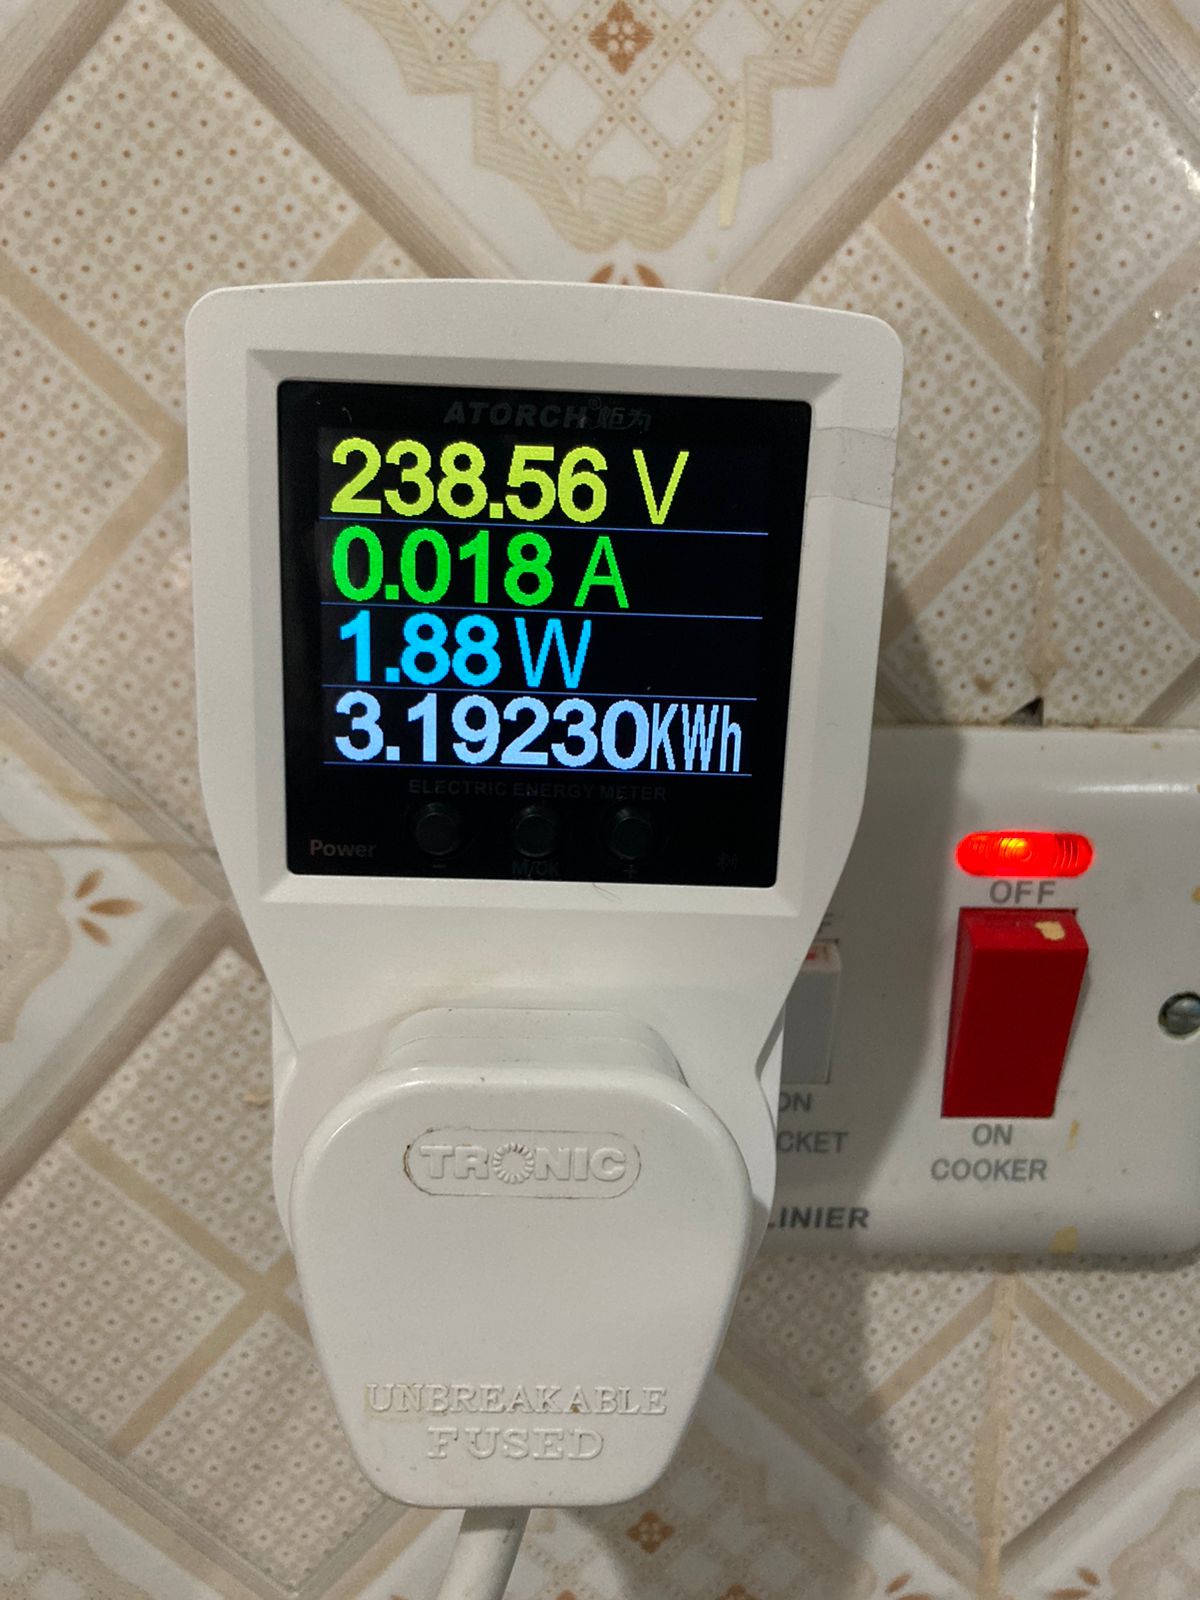 ATORCH®炬为
238.56 V
0.018 A
1.88 W
3.19230KWh
ELECTRIC ENERGY METER
Power
- M/OK +
OFF
ON
COOKER
TRONIC
UNBREAKABLE
FUSED